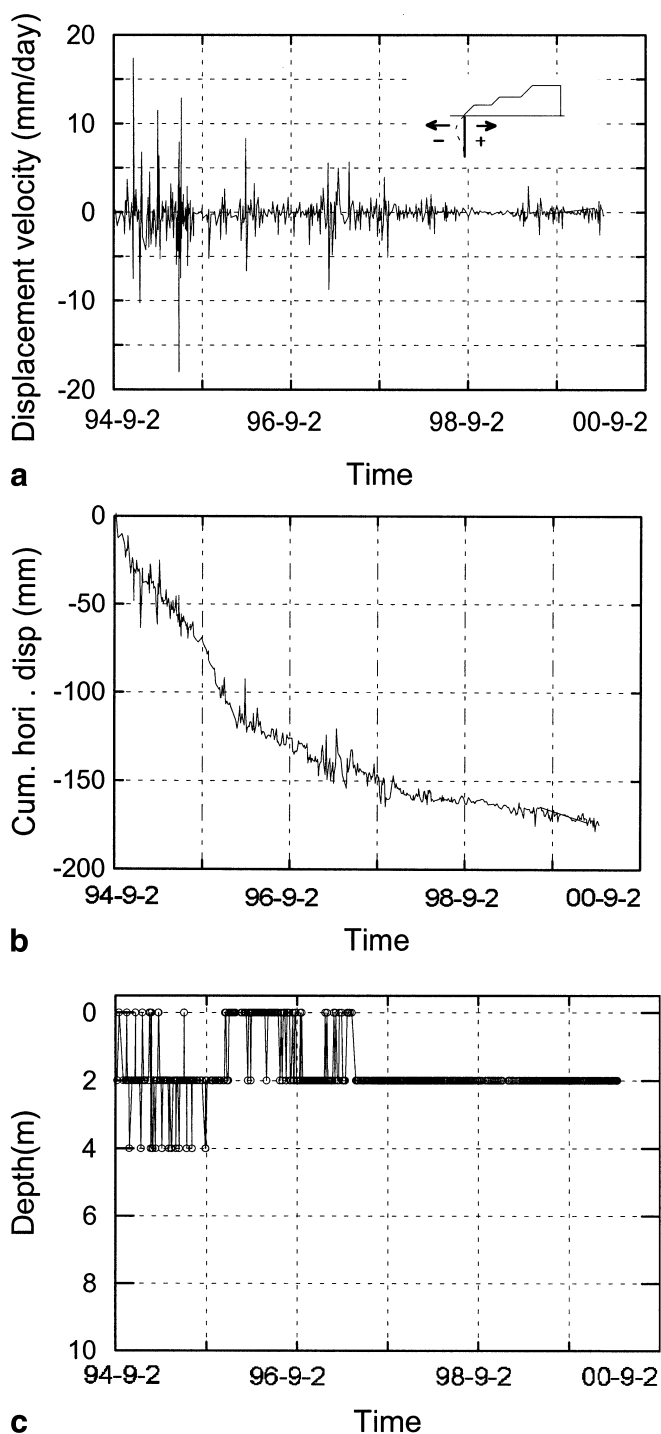 Displacement velocity (mm/day)
20
10
0
-10
-20
- +
94-9-2 96-9-2 98-9-2 00-9-2
a Time
Cum. hori . disp (mm)
0
-50
-100
-150
-200
94-9-2 96-9-2 98-9-2 00-9-2
b Time
Depth(m)
0
2
4
6
8
10
94-9-2 96-9-2 98-9-2 00-9-2
c Time